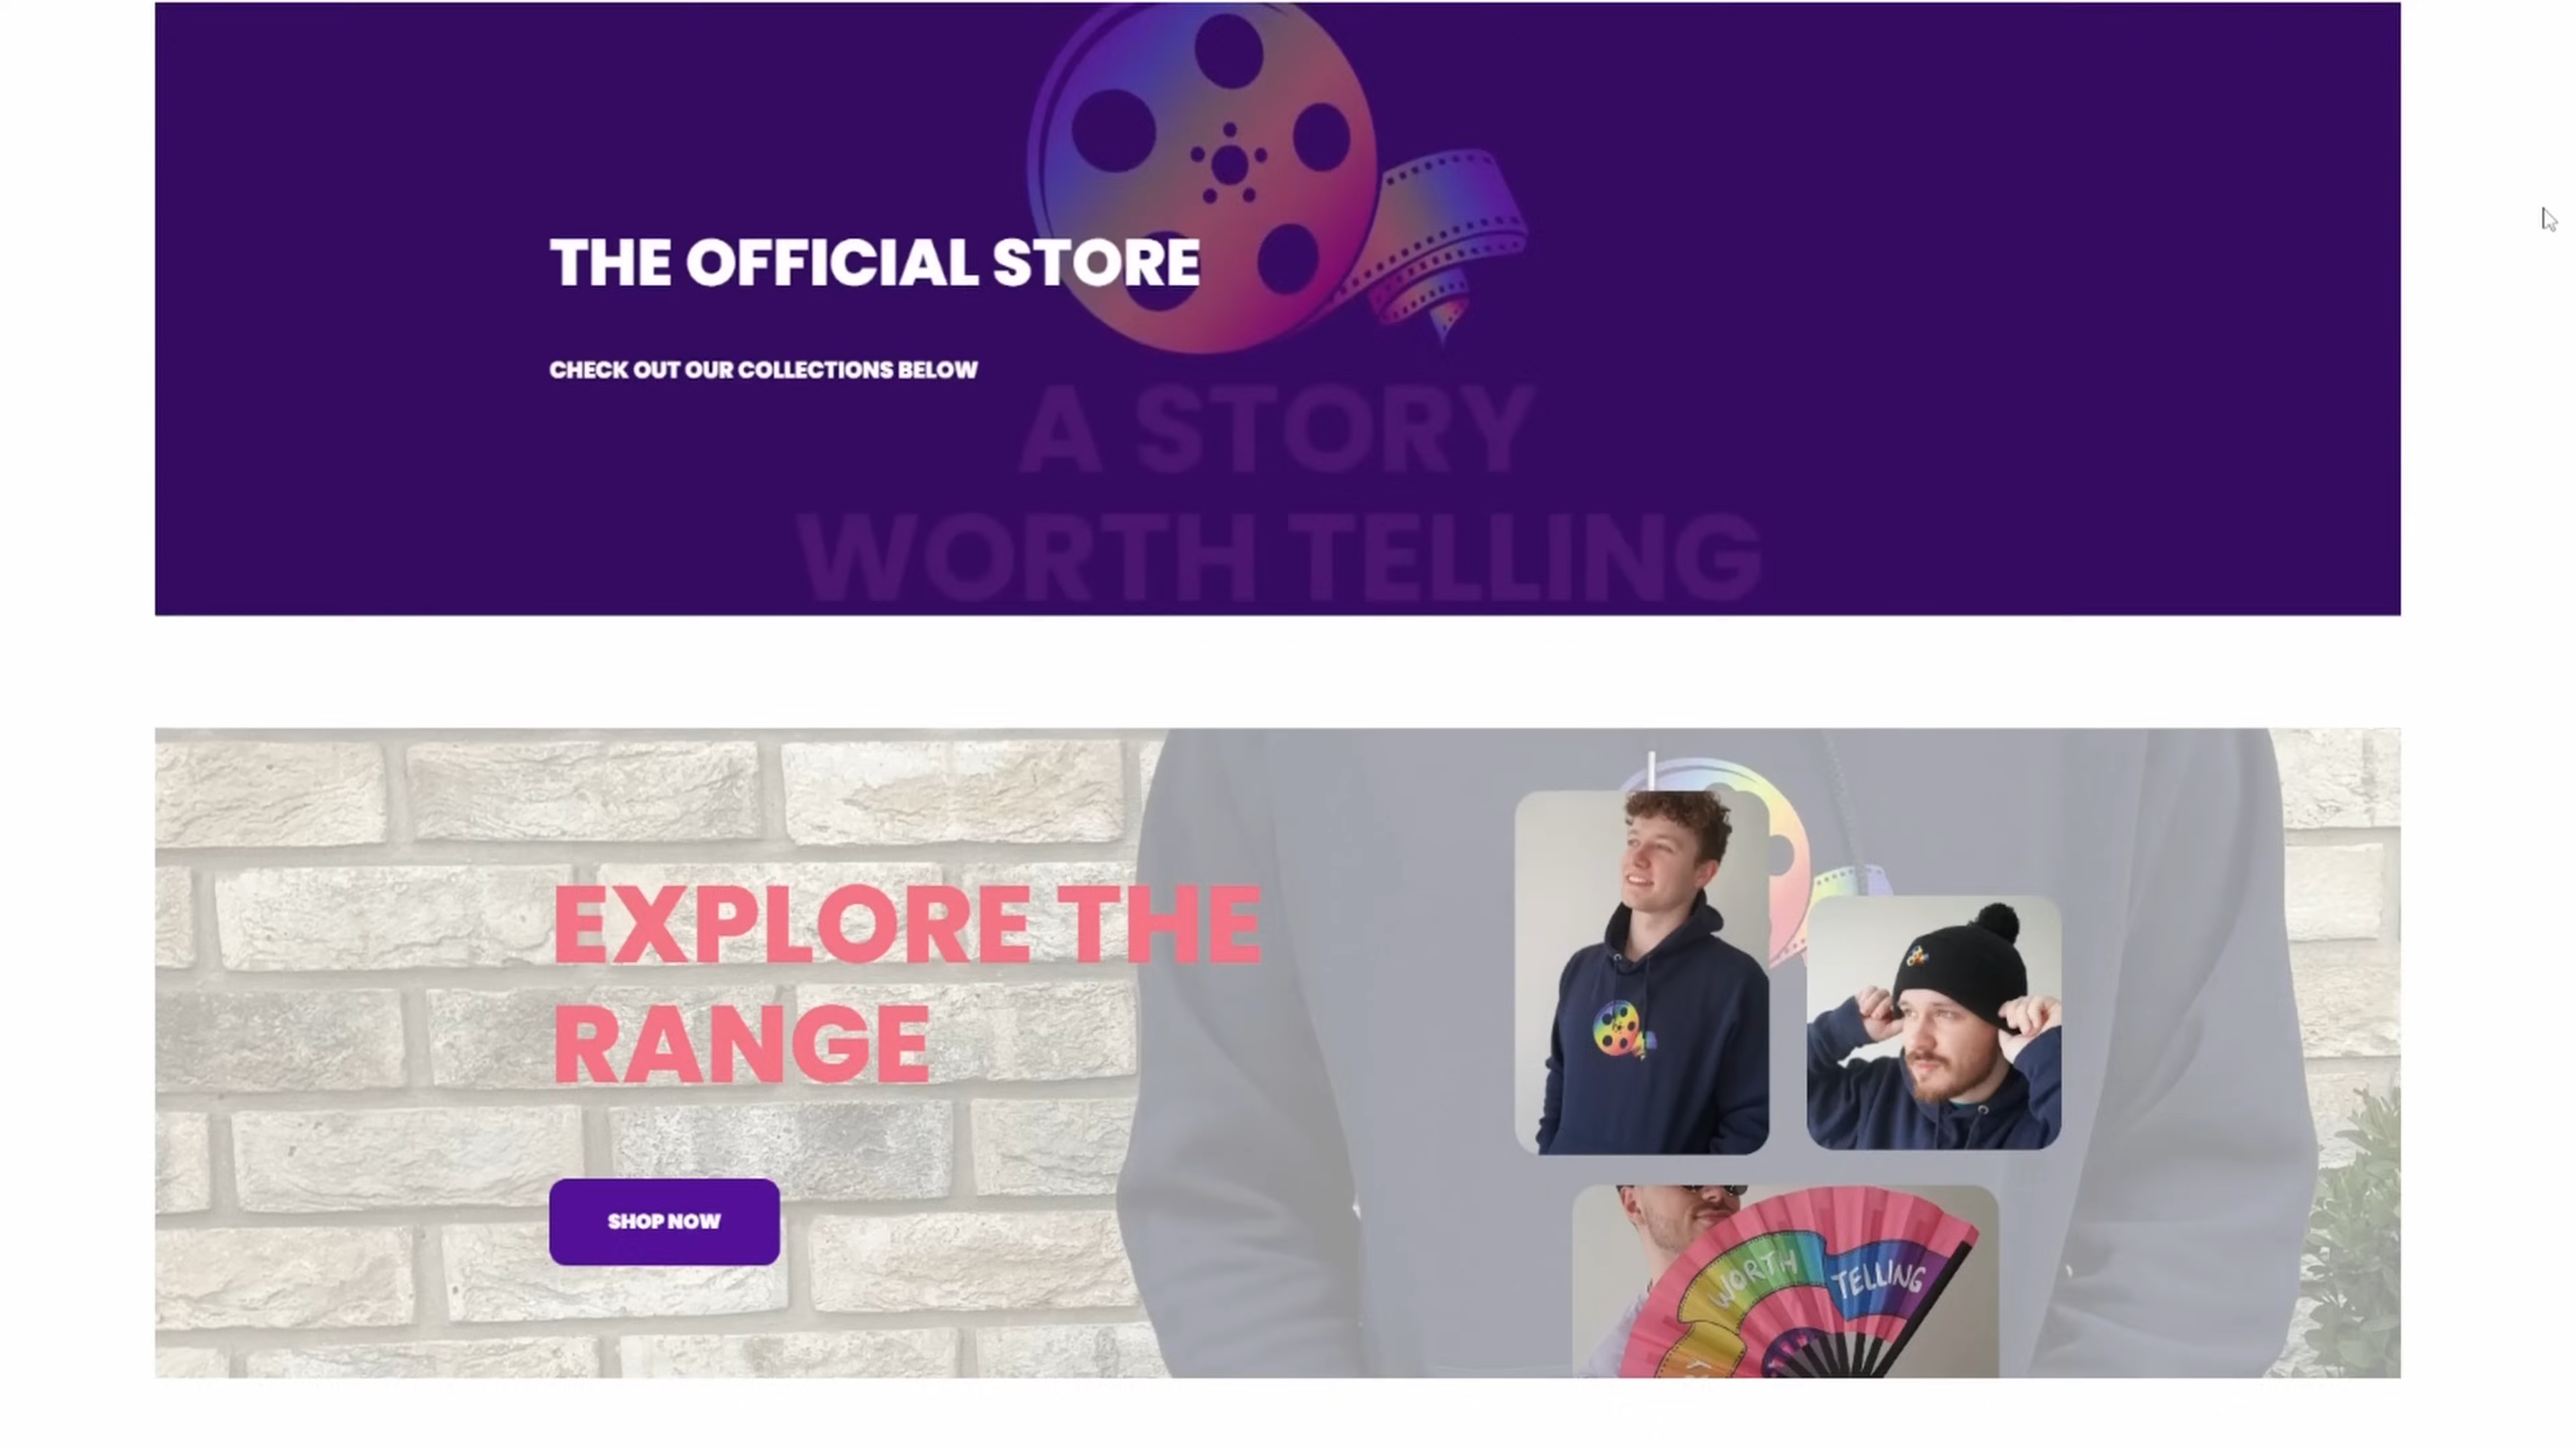 THE OFFICIAL STORE
CHECK OUT OUR COLLECTIONS BELOW
A STORY
WORTH TELLING
EXPLORE THE
RANGE
SHOP NOW
WORTH TELLING